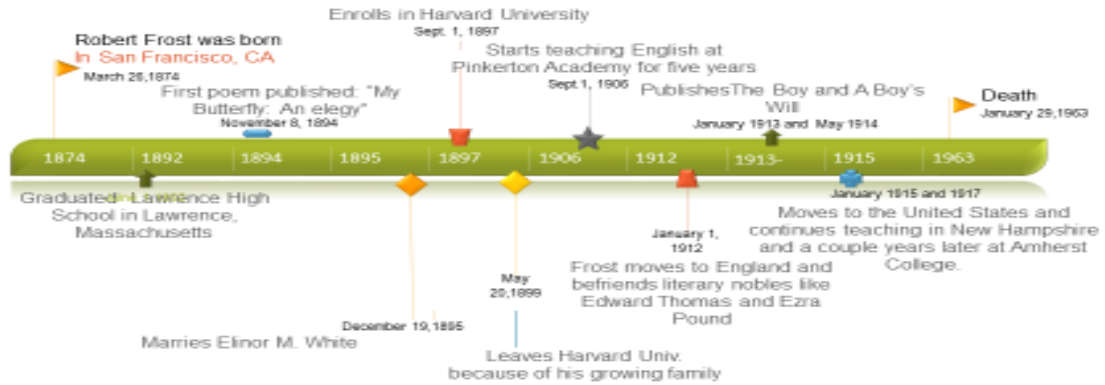 Enrolls in Harvard University
Sept. 1, 1897
Robert Frost was born
In San Francisco, CA
March 26,1874
Starts teaching English at
Pinkerton Academy for five years
Sept 1, 1906
First poem published: "My
Butterfly: An elegy"
November 8, 1894
PublishesThe Boy and A Boy's
Will
January 1913 and May 1914
Death
January 29,1963
1874
1892
1894
1895
1897
1906
1912
1913-
1915
1963
Graduated Lawrence High
School in Lawrence,
Massachusetts
January 1915 and 1917
Moves to the United States and
continues teaching in New Hampshire
and a couple years later at Amherst
College.
January 1,
1912
Frost moves to England and
befriends literary nobles like
Edward Thomas and Ezra
Pound
May
20,1899
Leaves Harvard Univ.
because of his growing family
December 19,1895
Marries Elinor M. White